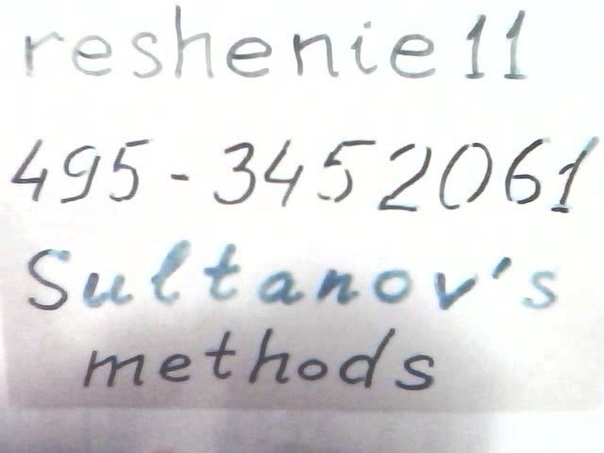 reshenie11
495-3452061
Sultanov's
methods